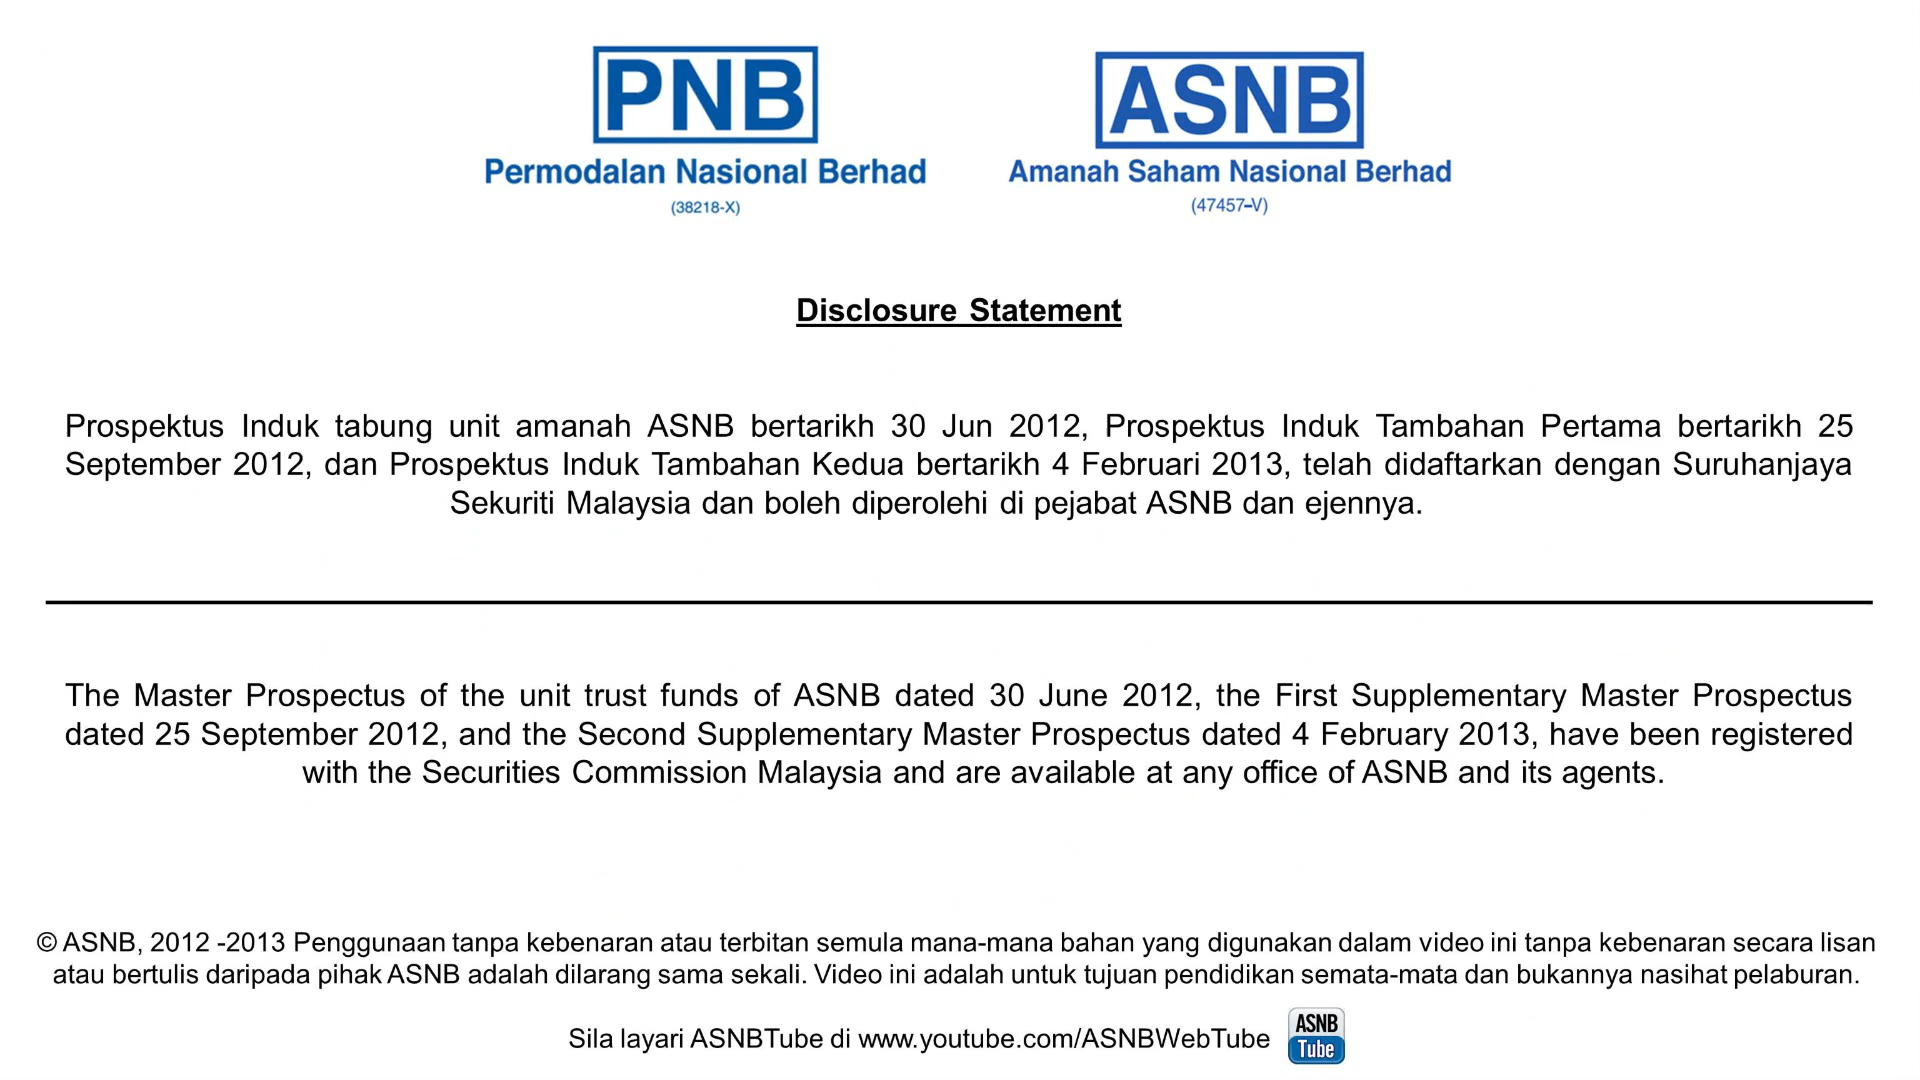 PNB
Permodalan Nasional Berhad
(38218-X)
ASNB
Amanah Saham Nasional Berhad
(47457-V)
Disclosure Statement
Prospektus Induk tabung unit amanah ASNB bertarikh 30 Jun 2012, Prospektus Induk Tambahan Pertama bertarikh 25
September 2012, dan Prospektus Induk Tambahan Kedua bertarikh 4 Februari 2013, telah didaftarkan dengan Suruhanjaya
Sekuriti Malaysia dan boleh diperolehi di pejabat ASNB dan ejennya.
The Master Prospectus of the unit trust funds of ASNB dated 30 June 2012, the First Supplementary Master Prospectus
dated 25 September 2012, and the Second Supplementary Master Prospectus dated 4 February 2013, have been registered
with the Securities Commission Malaysia and are available at any office of ASNB and its agents.
© ASNB, 2012 -2013 Penggunaan tanpa kebenaran atau terbitan semula mana-mana bahan yang digunakan dalam video ini tanpa kebenaran secara lisan
atau bertulis daripada pihak ASNB adalah dilarang sama sekali. Video ini adalah untuk tujuan pendidikan semata-mata dan bukannya nasihat pelaburan.
Sila layari ASNBTube di www.youtube.com/ASNBWebTube
ASNB
Tube